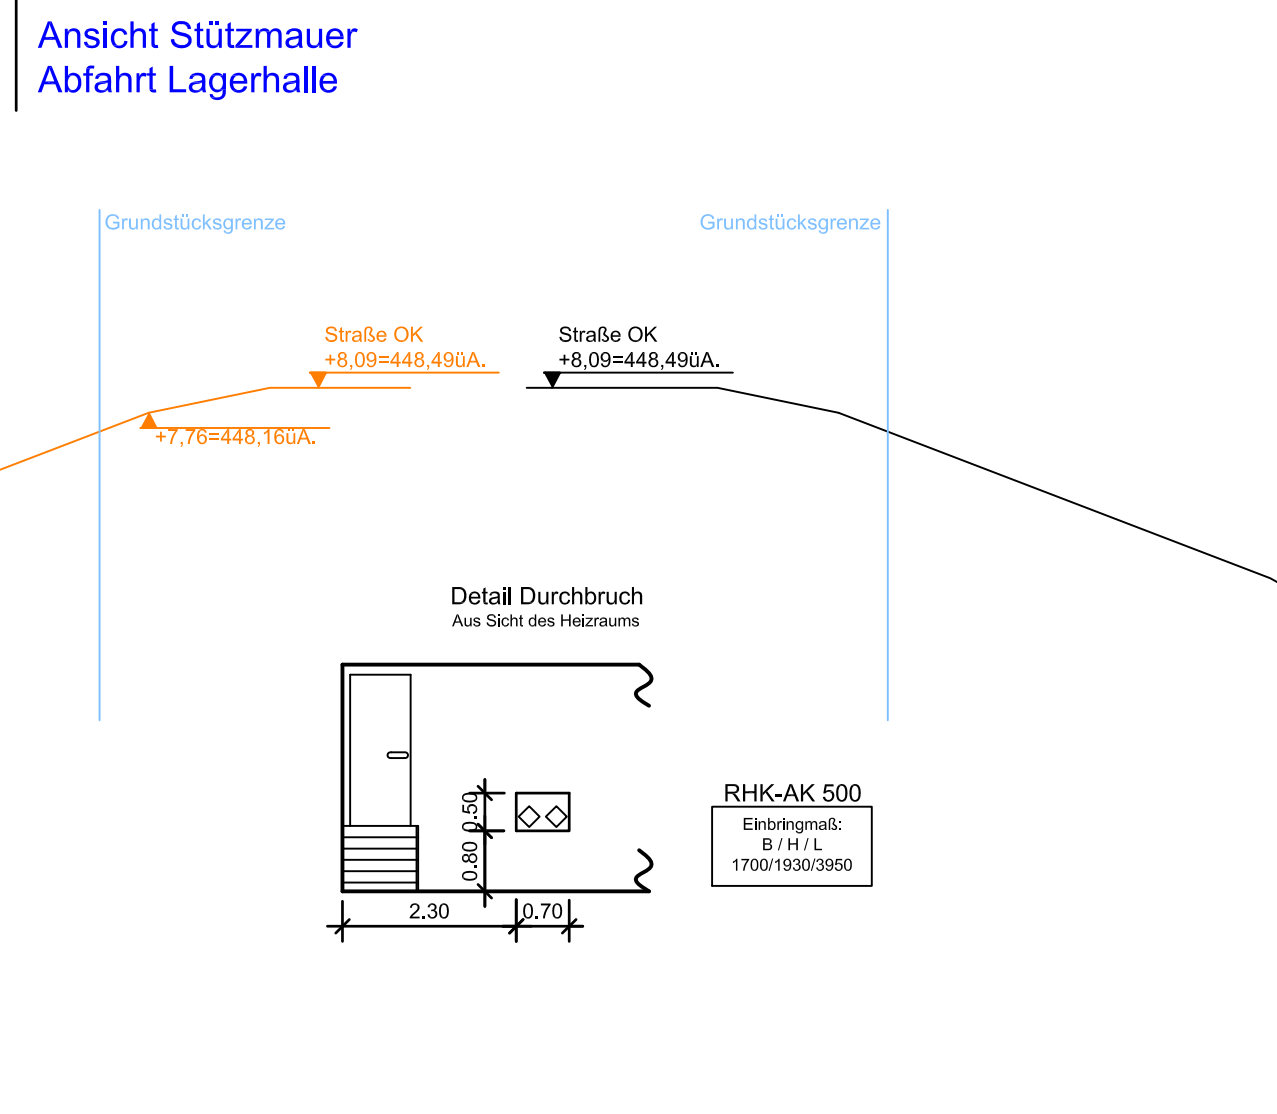 Ansicht Stützmauer
Abfahrt Lagerhalle
Grundstücksgrenze
Grundstücksgrenze
Straße OK
+8,09=448,49üA.
Straße OK
+8,09=448,49üA.
+7,76=448,16üA.
Detail Durchbruch
Aus Sicht des Heizraums
0.50
0.80
2.30
0.70
RHK-AK 500
Einbringmaß:
B / H / L
1700/1930/3950